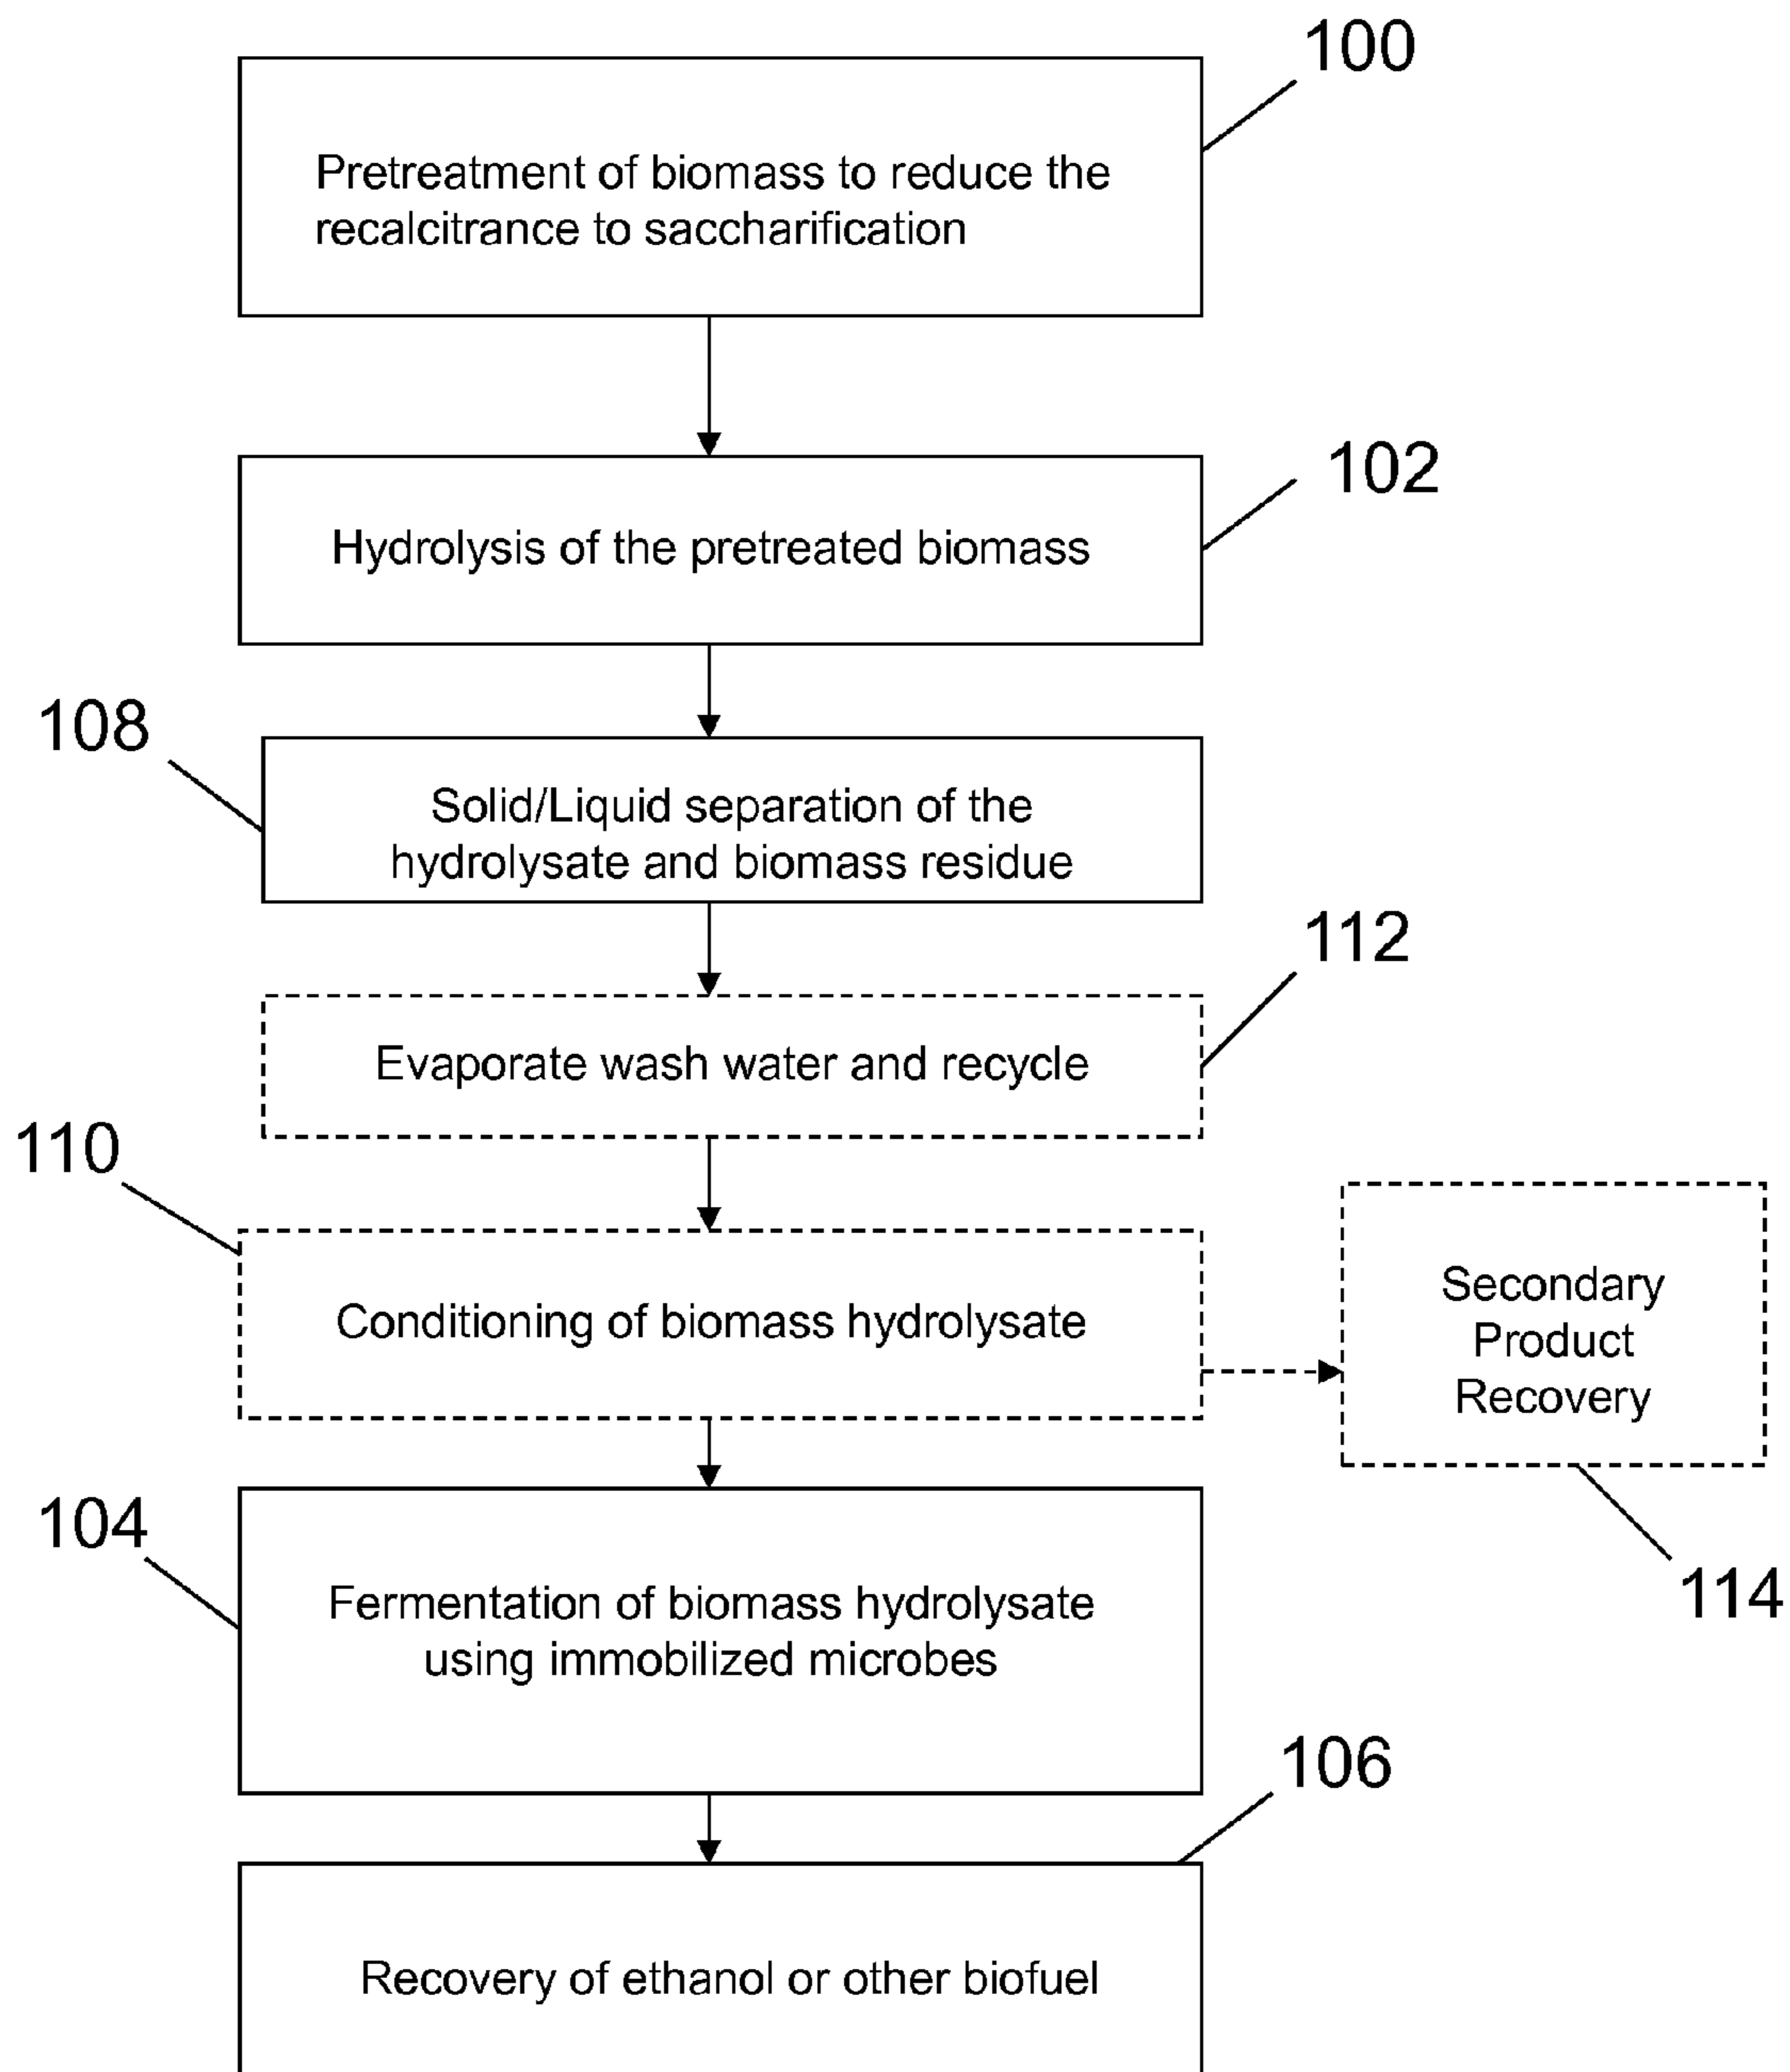 100
Pretreatment of biomass to reduce the
recalcitrance to saccharification
102
Hydrolysis of the pretreated biomass
108
Solid/Liquid separation of the
hydrolysate and biomass residue
112
Evaporate wash water and recycle
110
Conditioning of biomass hydrolysate
Secondary
Product
Recovery
114
104
Fermentation of biomass hydrolysate
using immobilized microbes
106
Recovery of ethanol or other biofuel